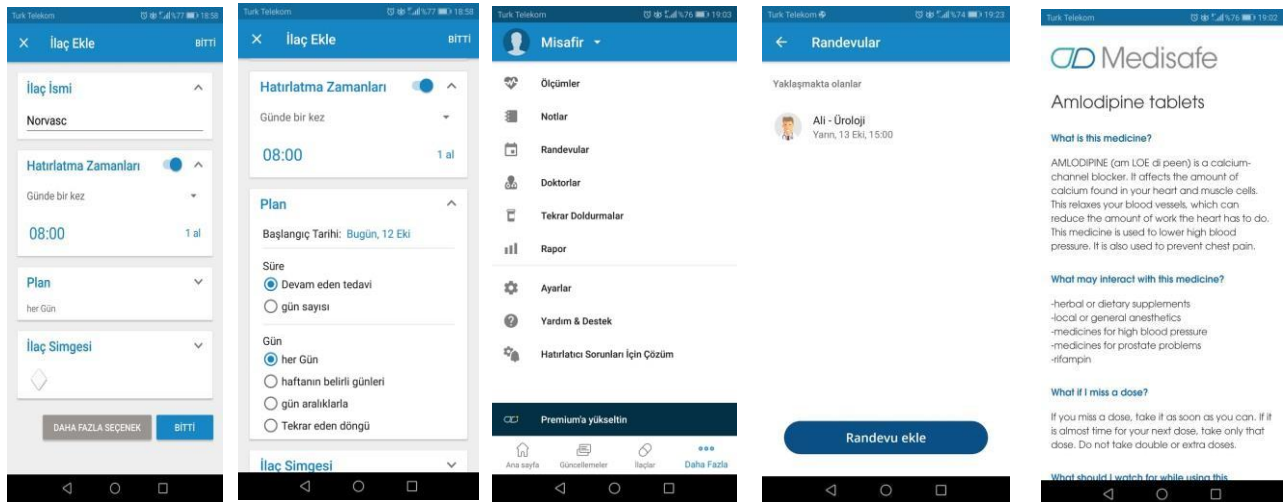 Turk Telekom %77 18:58
İlaç Ekle BİTTİ
İlaç İsmi
Norvasc
Hatırlatma Zamanları
Günde bir kez
08:00 1 al
Plan
her Gün
İlaç Simgesi
DAHA FAZLA SEÇENEK BİTTİ
Turk Telekom %77 18:58
İlaç Ekle BİTTİ
Hatırlatma Zamanları
Günde bir kez
08:00 1 al
Plan
Başlangıç Tarihi: Bugün, 12 Eki
Süre
Devam eden tedavi
gün sayısı
Gün
her Gün
haftanın belirli günleri
gün aralıklarla
Tekrar eden döngü
İlaç Simgesi
Turk Telekom %76 19:03
Misafir
Ölçümler
Notlar
Randevular
Doktorlar
Tekrar Doldurmalar
Rapor
Ayarlar
Yardım & Destek
Hatırlatıcı Sorunları İçin Çözüm
Premium'a yükseltin
Ana sayfa Güncellemeler İlaçlar Daha Fazla
Turk Telekom %74 19:23
Randevular
Yaklaşmakta olanlar
Ali - Üroloji
Yarın, 13 Eki, 15:00
Randevu ekle
Turk Telekom %76 19:02
Medisafe
Amlodipine tablets
What is this medicine?
AMLODIPINE (am LOE di peen) is a calcium-
channel blocker. It affects the amount of
calcium found in your heart and muscle cells.
This relaxes your blood vessels, which can
reduce the amount of work the heart has to do.
This medicine is used to lower high blood
pressure. It is also used to prevent chest pain.
What may interact with this medicine?
-herbal or dietary supplements
-local or general anesthetics
-medicines for high blood pressure
-medicines for prostate problems
-rifampin
What if I miss a dose?
If you miss a dose, take it as soon as you can. If it
is almost time for your next dose, take only that
dose. Do not take double or extra doses.
What should I watch for while using this